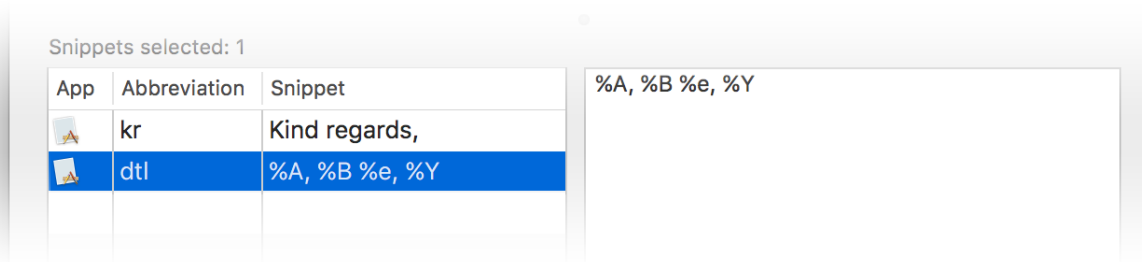 Snippets selected: 1
App Abbreviation Snippet
kr Kind regards,
dtl %A, %B %e, %Y
%A, %B %e, %Y